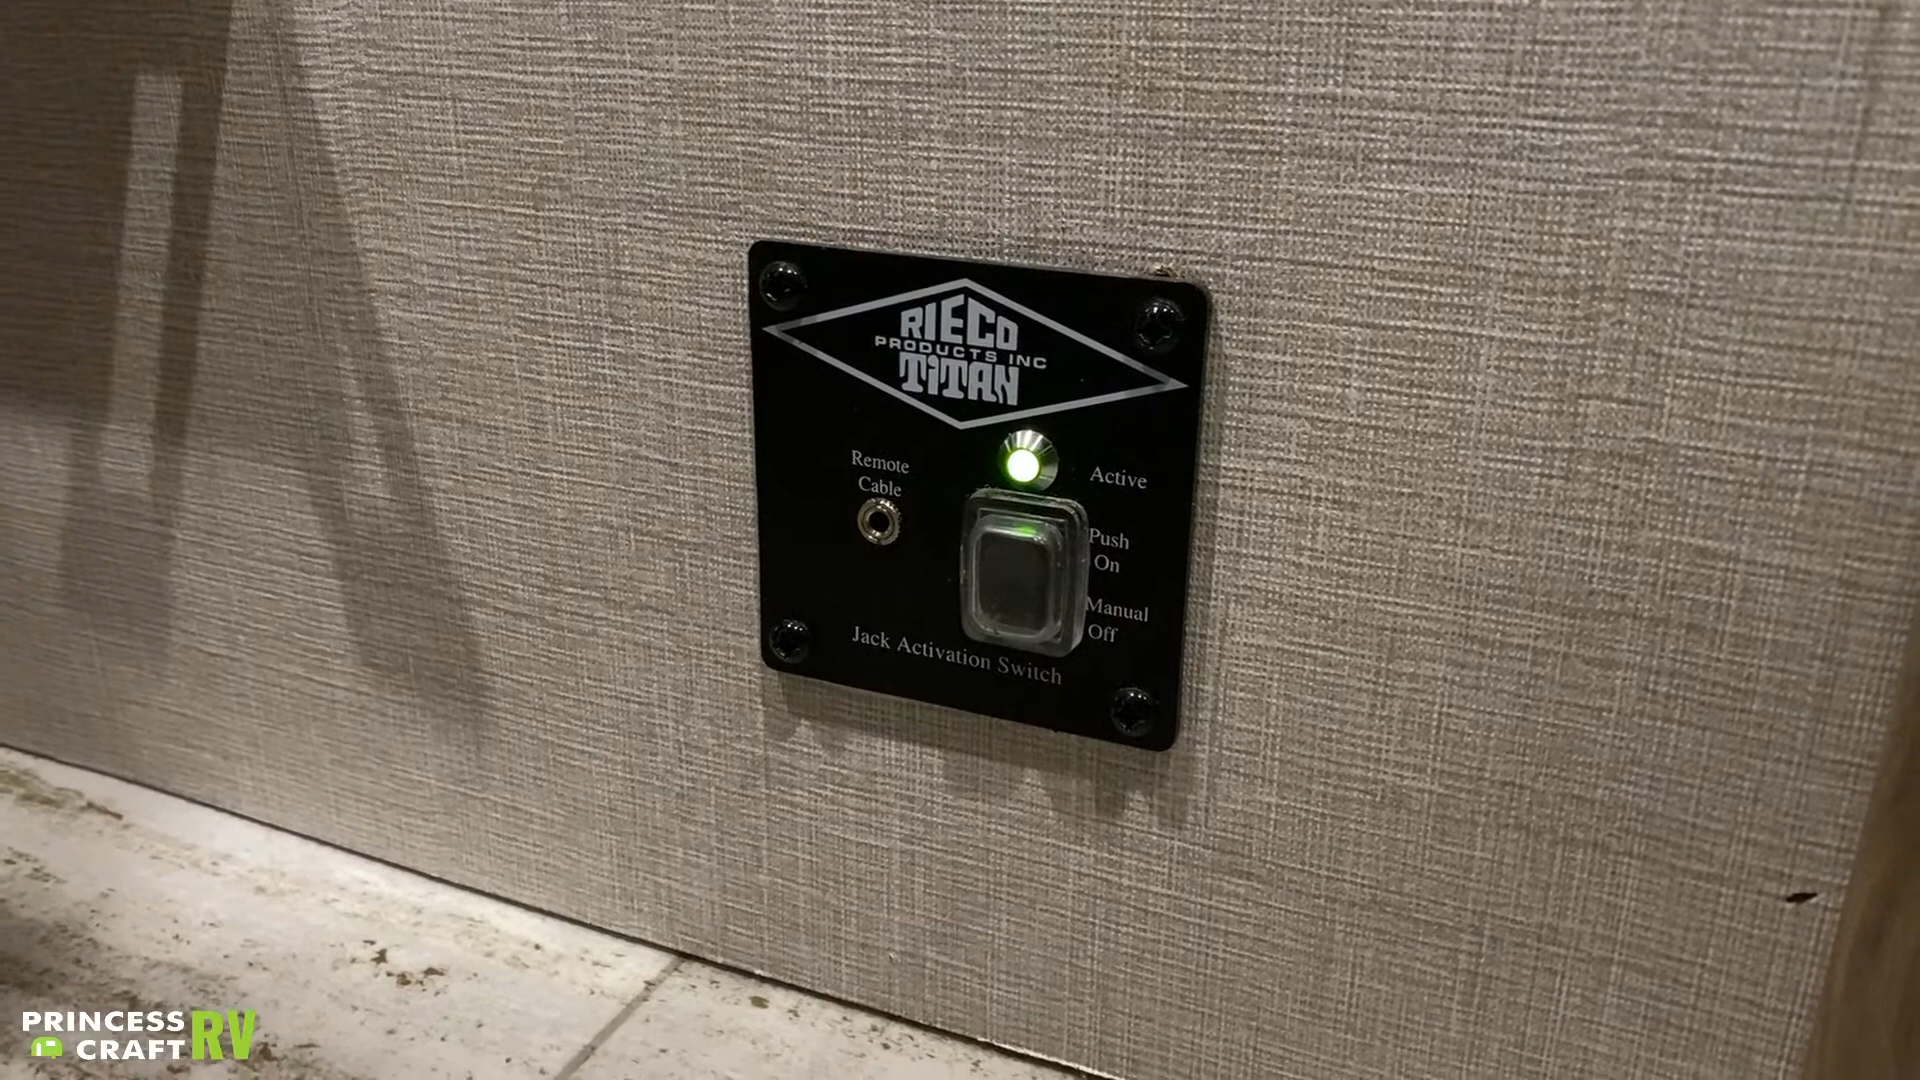 RIECO
PRODUCTS INC
TITAN
Remote
Cable
Active
Push
On
Manual
Off
Jack Activation Switch
PRINCESS
CRAFT RV